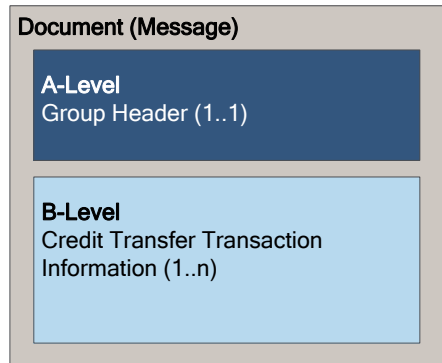 Document (Message)
A-Level
Group Header (1..1)
B-Level
Credit Transfer Transaction
Information (1..n)